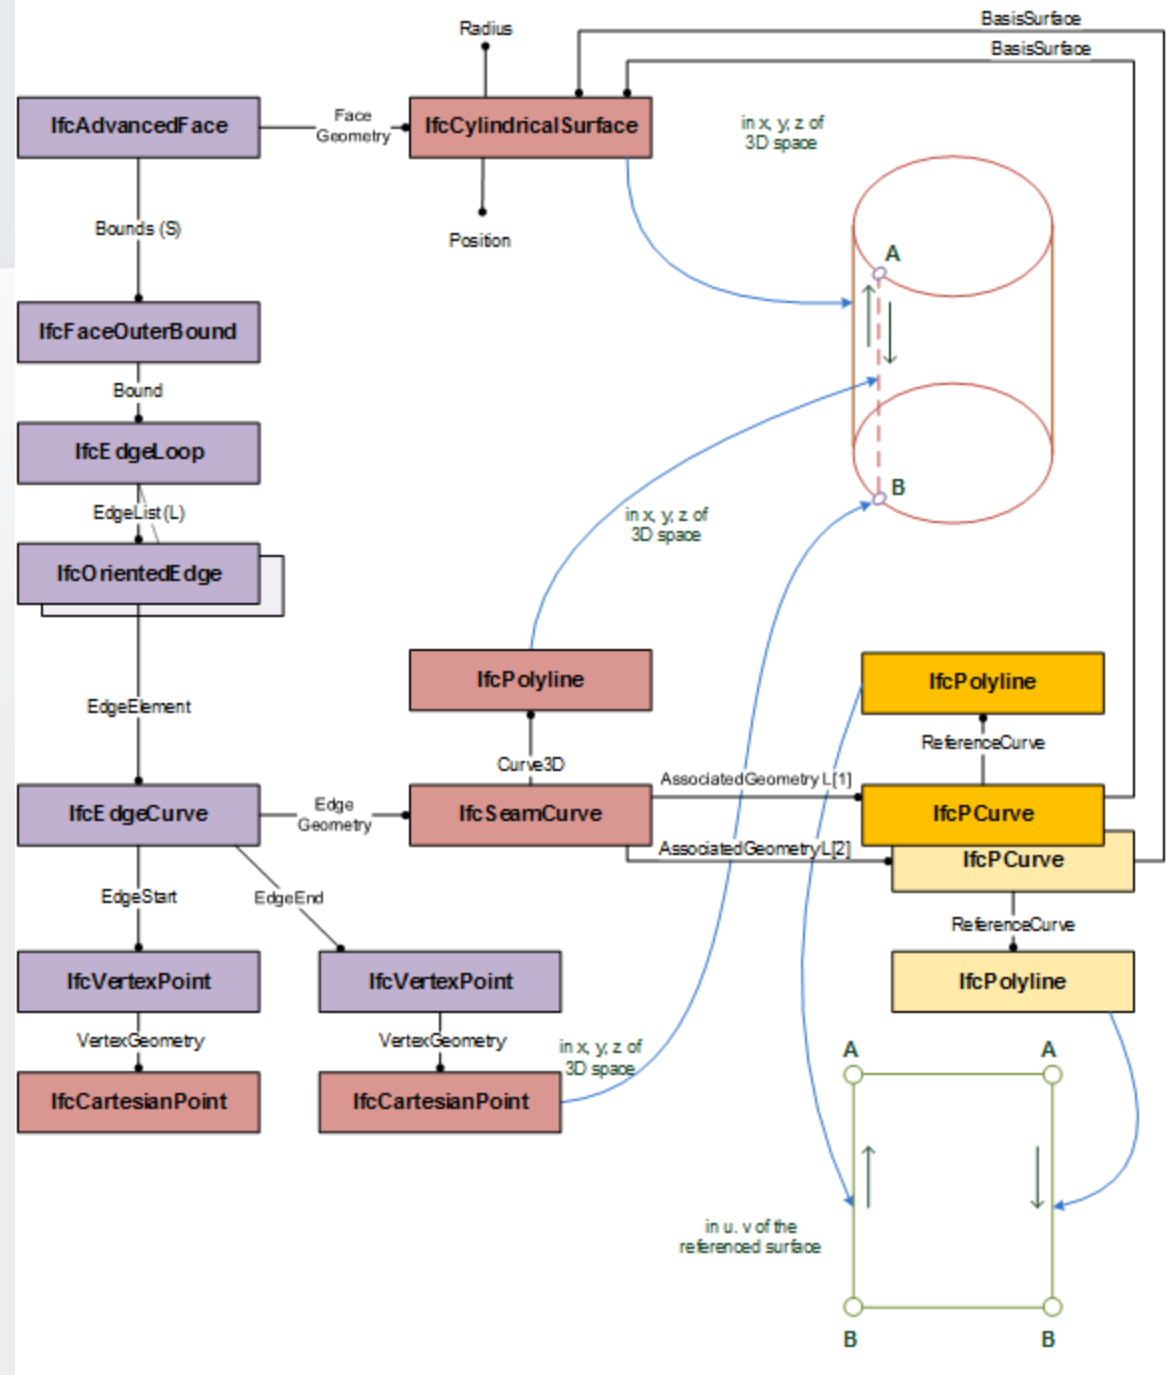 BasisSurface
Radius
BasisSurface
IfcAdvancedFace
Face
Geometry
IfcCylindricalSurface
in x, y, z of
3D space
Bounds (S)
Position
A
IfcFaceOuterBound
Bound
IfcEdgeLoop
B
EdgeList (L)
in x, y, z of
3D space
IfcOrientedEdge
IfcPolyline
IfcPolyline
EdgeElement
ReferenceCurve
Curve3D
AssociatedGeometry L[1]
IfcEdgeCurve
Edge
Geometry
IfcSeamCurve
IfcPCurve
AssociatedGeometry L[2]
IfcPCurve
EdgeStart
EdgeEnd
ReferenceCurve
IfcVertexPoint
IfcVertexPoint
IfcPolyline
VertexGeometry
VertexGeometry
in x, y, z of
3D space
A
A
IfcCartesianPoint
IfcCartesianPoint
in u. v of the
referenced surface
B
B